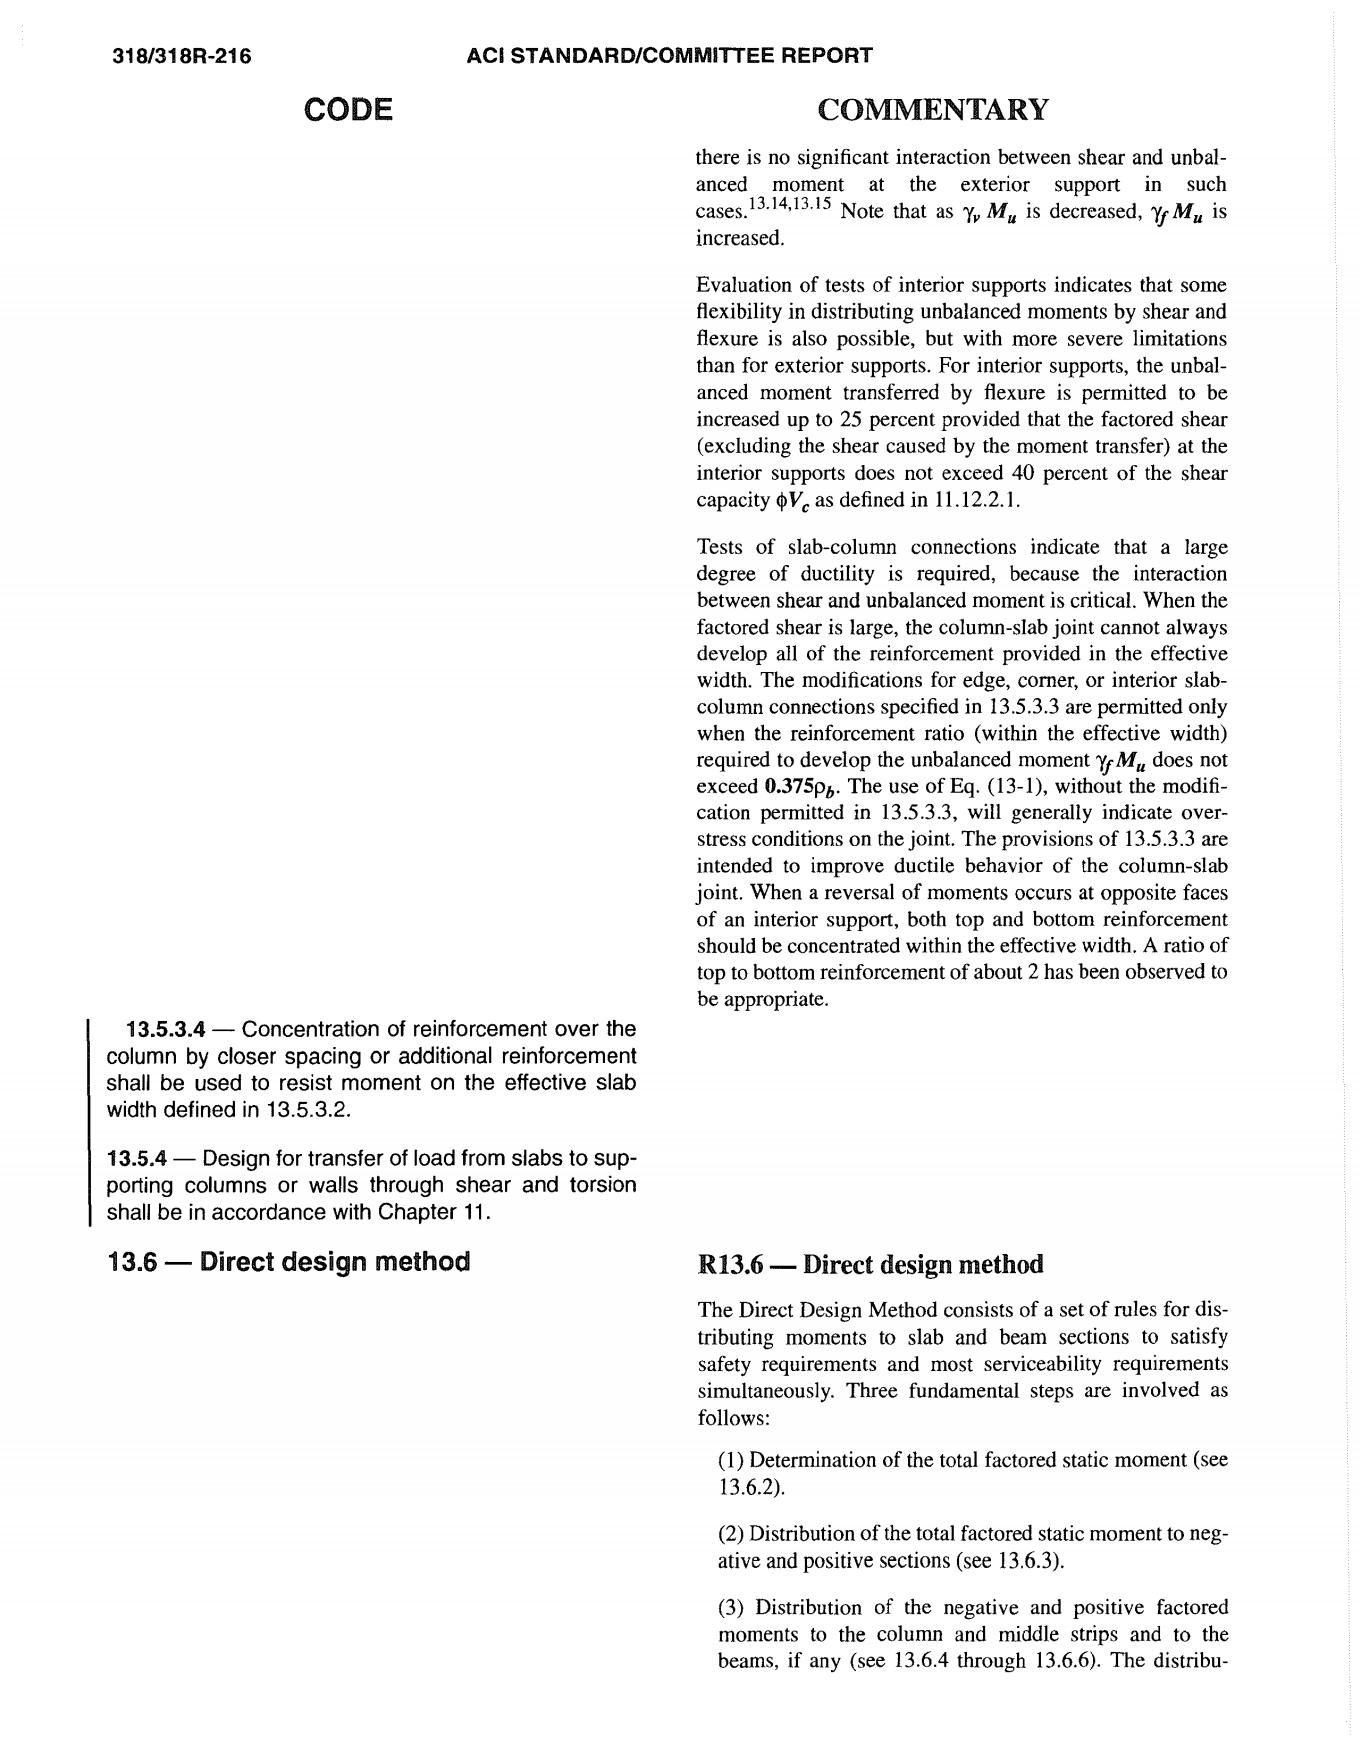 318/318R-216
ACI STANDARD/COMMITTEE REPORT
CODE
COMMENTARY
there is no significant interaction between shear and unbal-
anced moment at the exterior support in such
cases.13.14,13.15 Note that as γv Mu is decreased, γf Mu is
increased.
Evaluation of tests of interior supports indicates that some
flexibility in distributing unbalanced moments by shear and
flexure is also possible, but with more severe limitations
than for exterior supports. For interior supports, the unbal-
anced moment transferred by flexure is permitted to be
increased up to 25 percent provided that the factored shear
(excluding the shear caused by the moment transfer) at the
interior supports does not exceed 40 percent of the shear
capacity ϕVc as defined in 11.12.2.1.
Tests of slab-column connections indicate that a large
degree of ductility is required, because the interaction
between shear and unbalanced moment is critical. When the
factored shear is large, the column-slab joint cannot always
develop all of the reinforcement provided in the effective
width. The modifications for edge, corner, or interior slab-
column connections specified in 13.5.3.3 are permitted only
when the reinforcement ratio (within the effective width)
required to develop the unbalanced moment γf Mu does not
exceed 0.375ρb. The use of Eq. (13-1), without the modifi-
cation permitted in 13.5.3.3, will generally indicate over-
stress conditions on the joint. The provisions of 13.5.3.3 are
intended to improve ductile behavior of the column-slab
joint. When a reversal of moments occurs at opposite faces
of an interior support, both top and bottom reinforcement
should be concentrated within the effective width. A ratio of
top to bottom reinforcement of about 2 has been observed to
be appropriate.
13.5.3.4 — Concentration of reinforcement over the
column by closer spacing or additional reinforcement
shall be used to resist moment on the effective slab
width defined in 13.5.3.2.
13.5.4 — Design for transfer of load from slabs to sup-
porting columns or walls through shear and torsion
shall be in accordance with Chapter 11.
13.6 — Direct design method
R13.6 — Direct design method
The Direct Design Method consists of a set of rules for dis-
tributing moments to slab and beam sections to satisfy
safety requirements and most serviceability requirements
simultaneously. Three fundamental steps are involved as
follows:
(1) Determination of the total factored static moment (see
13.6.2).
(2) Distribution of the total factored static moment to neg-
ative and positive sections (see 13.6.3).
(3) Distribution of the negative and positive factored
moments to the column and middle strips and to the
beams, if any (see 13.6.4 through 13.6.6). The distribu-